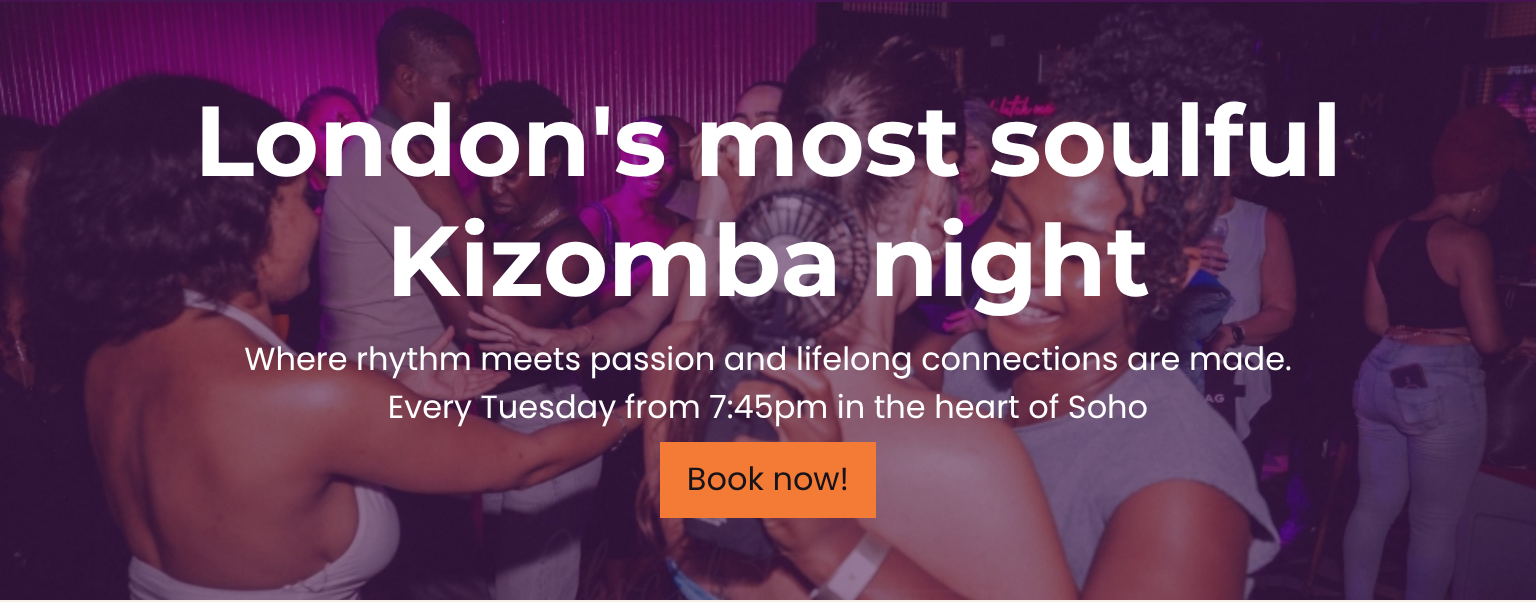 London's most soulful
Kizomba night
Where rhythm meets passion and lifelong connections are made.
Every Tuesday from 7:45pm in the heart of Soho
Book now!
AG